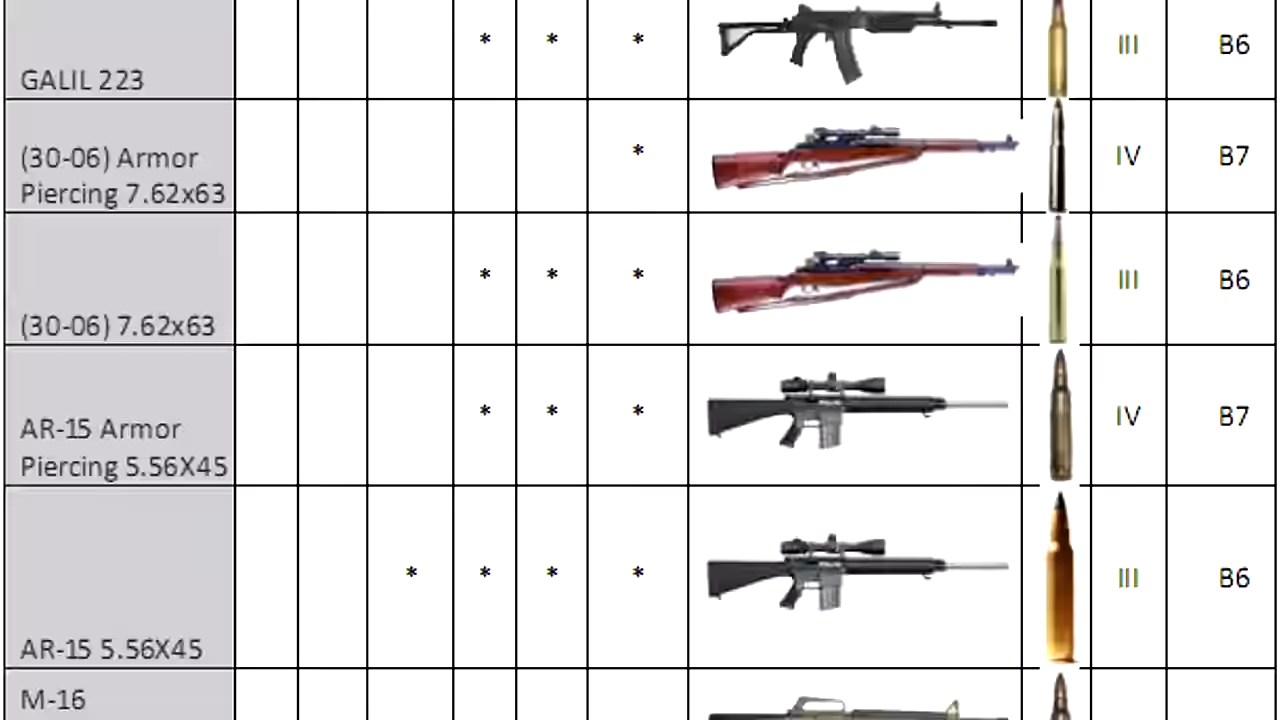 * * * III B6
GALIL 223
(30-06) Armor
Piercing 7.62x63
* IV B7
* * * III B6
(30-06) 7.62x63
* * * IV B7
AR-15 Armor
Piercing 5.56X45
* * * * III B6
AR-15 5.56X45
M-16